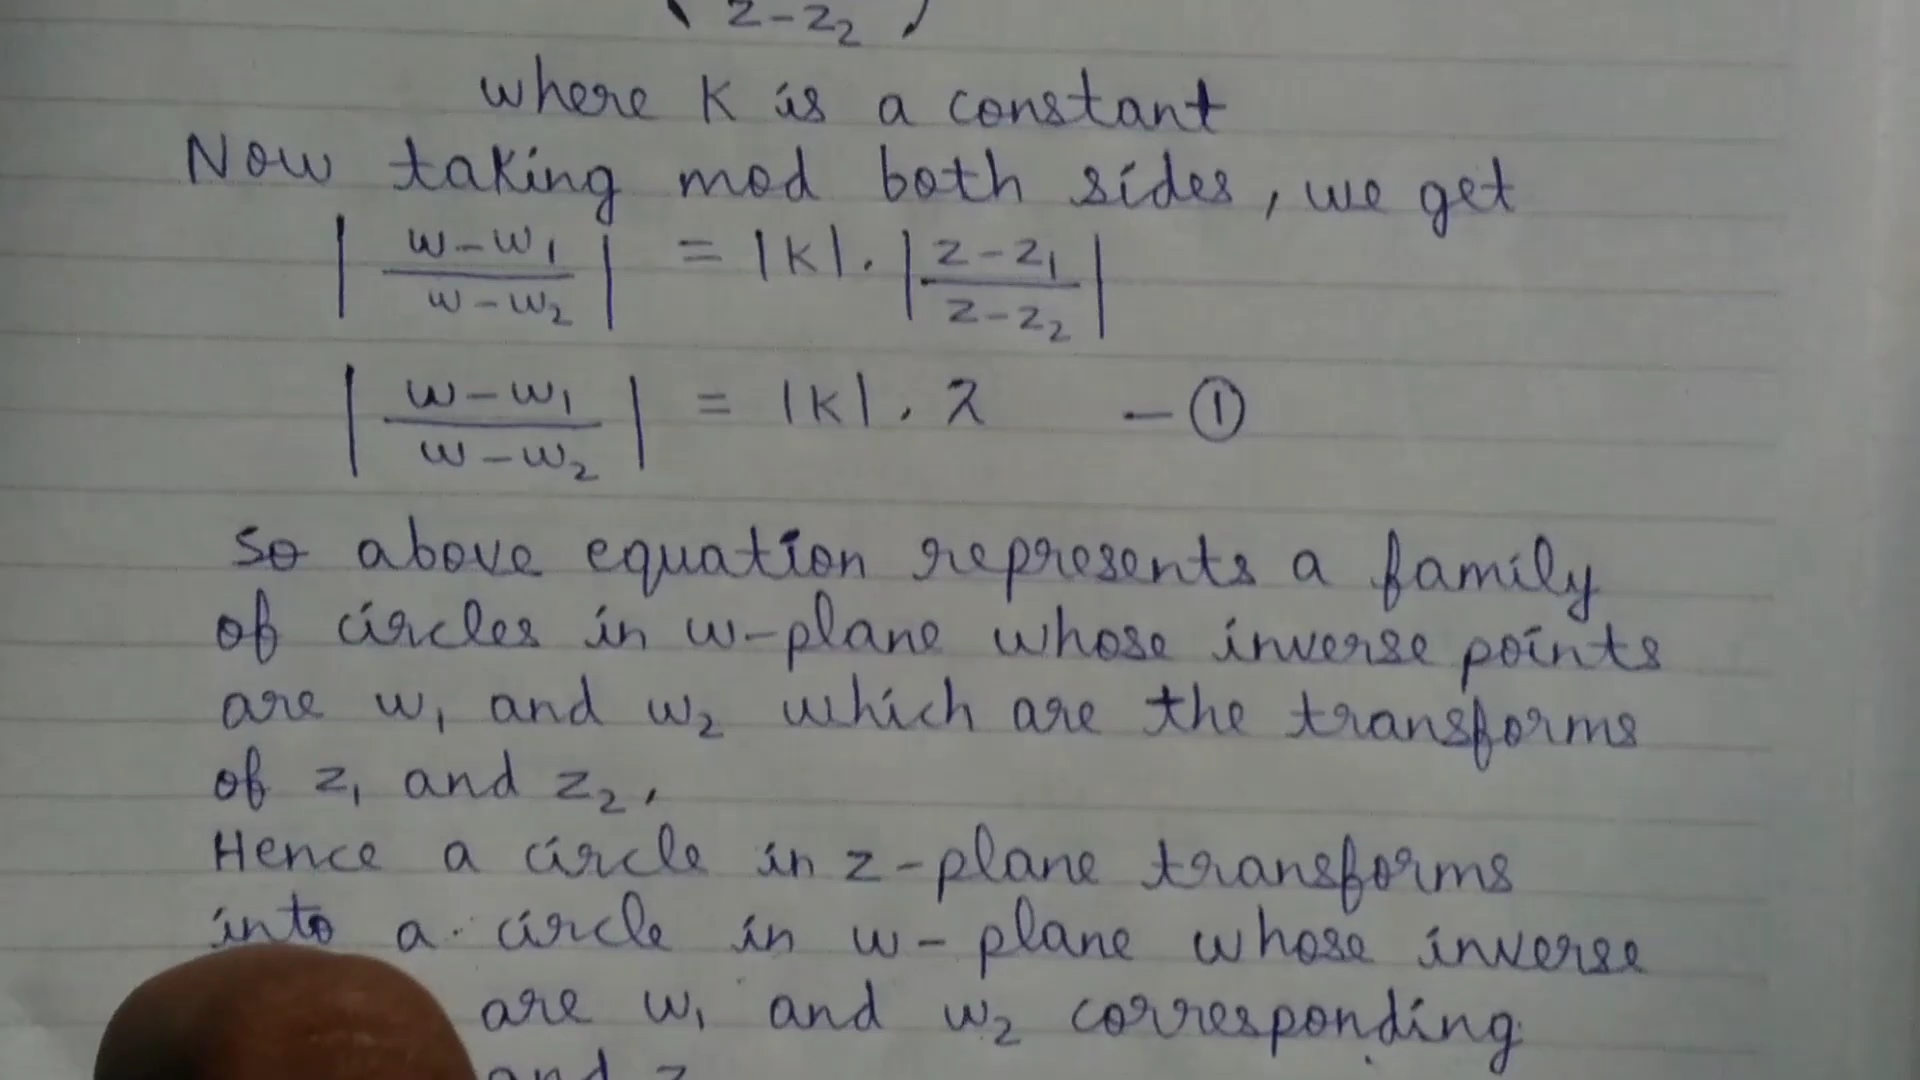 ( z-z₂ )
where K is a constant
Now taking mod both sides, we get
| w-w₁ / w-w₂ | = |K|. | z-z₁ / z-z₂ |
| w-w₁ / w-w₂ | = |K|. λ — ①
So above equation represents a family
of circles in w-plane whose inverse points
are w₁ and w₂ which are the transforms
of z₁ and z₂.
Hence a circle in z-plane transforms
into a circle in w-plane whose inverse
are w₁ and w₂ corresponding
and z